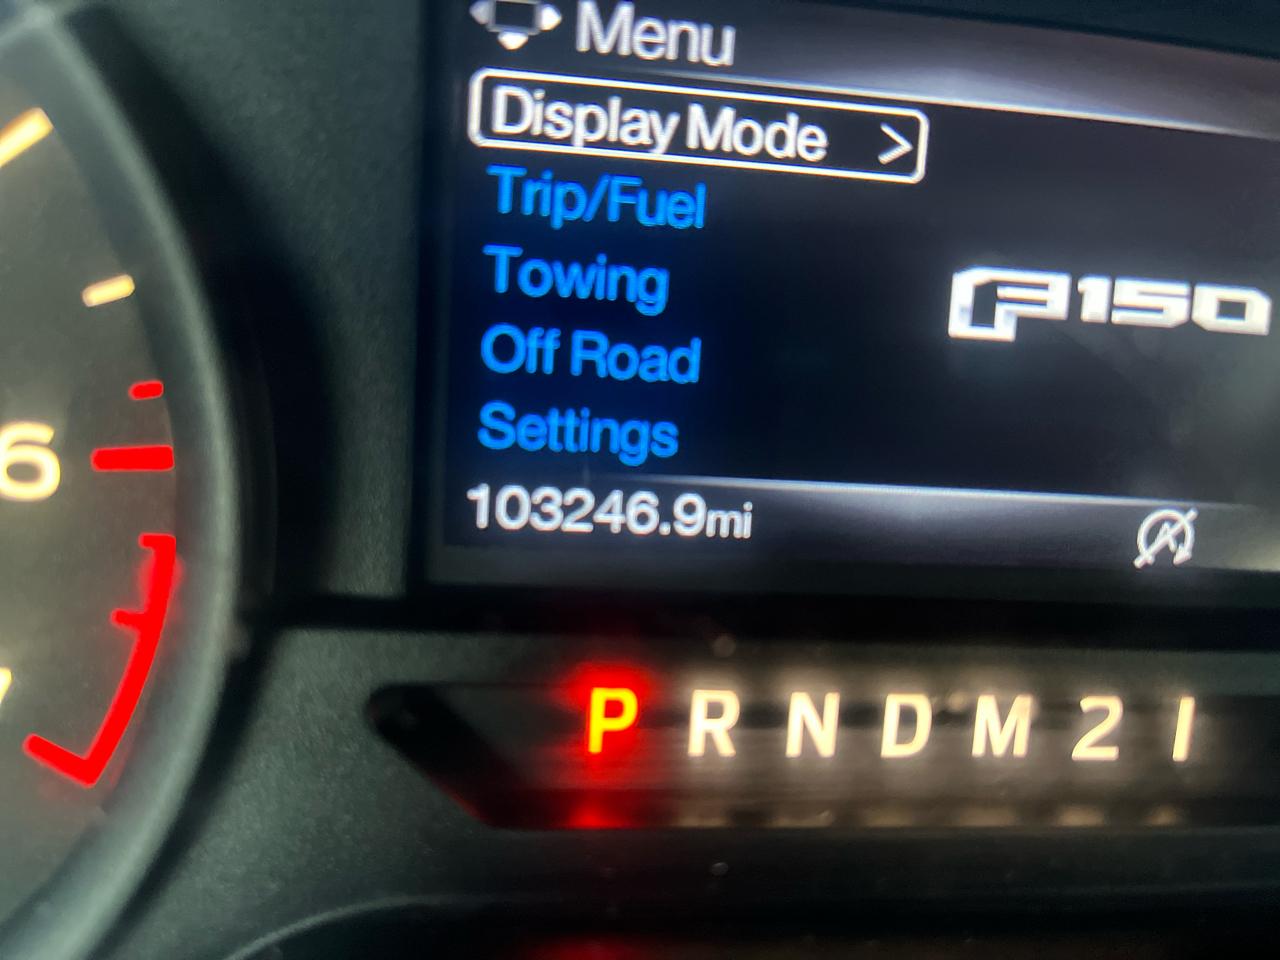 Menu
Display Mode >
Trip/Fuel
Towing
Off Road
Settings
F150
103246.9mi
6
P R N D M 2 1